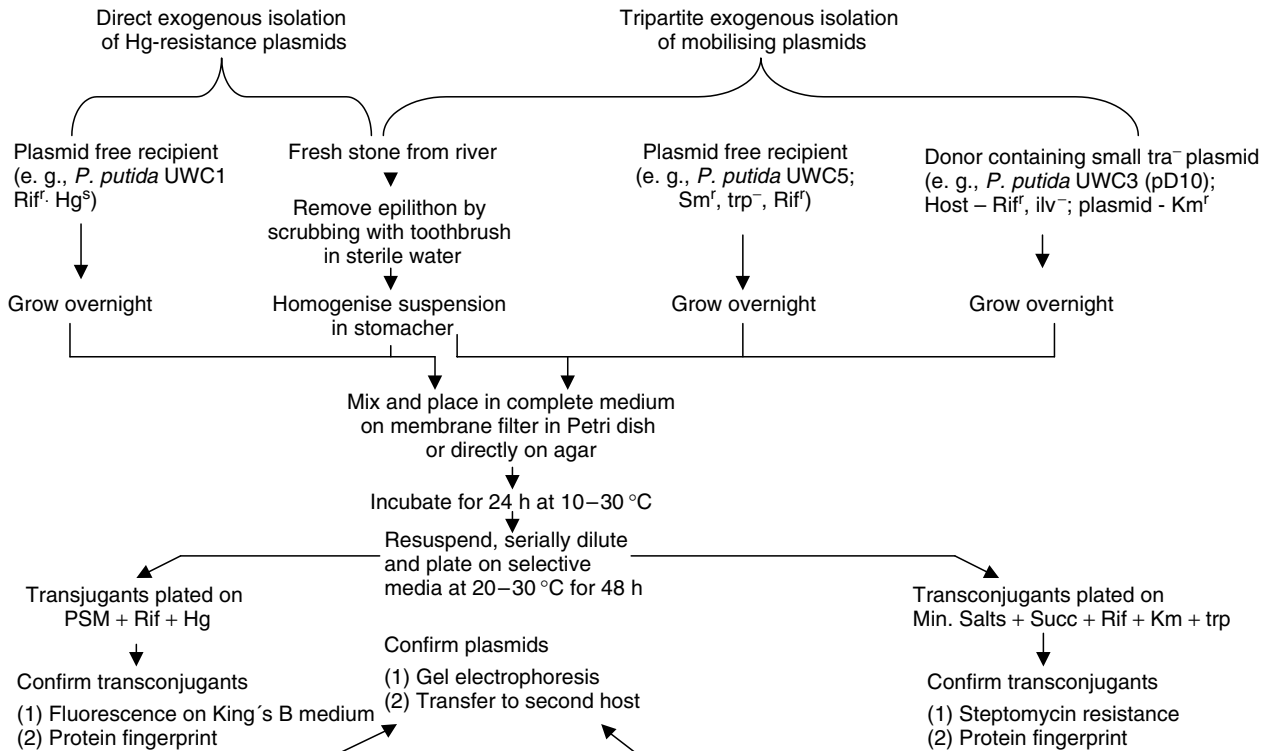 Direct exogenous isolation
of Hg-resistance plasmids
Tripartite exogenous isolation
of mobilising plasmids
Plasmid free recipient
(e. g., P. putida UWC1
Rifʳ· Hgˢ)
Fresh stone from river
Plasmid free recipient
(e. g., P. putida UWC5;
Smʳ, trp⁻, Rifʳ)
Donor containing small tra⁻ plasmid
(e. g., P. putida UWC3 (pD10);
Host – Rifʳ, ilv⁻; plasmid - Kmʳ
Remove epilithon by
scrubbing with toothbrush
in sterile water
Grow overnight
Homogenise suspension
in stomacher
Grow overnight
Grow overnight
Mix and place in complete medium
on membrane filter in Petri dish
or directly on agar
Incubate for 24 h at 10–30 °C
Resuspend, serially dilute
and plate on selective
media at 20–30 °C for 48 h
Transjugants plated on
PSM + Rif + Hg
Transconjugants plated on
Min. Salts + Succ + Rif + Km + trp
Confirm plasmids
(1) Gel electrophoresis
(2) Transfer to second host
Confirm transconjugants
(1) Fluorescence on King´s B medium
(2) Protein fingerprint
Confirm transconjugants
(1) Steptomycin resistance
(2) Protein fingerprint